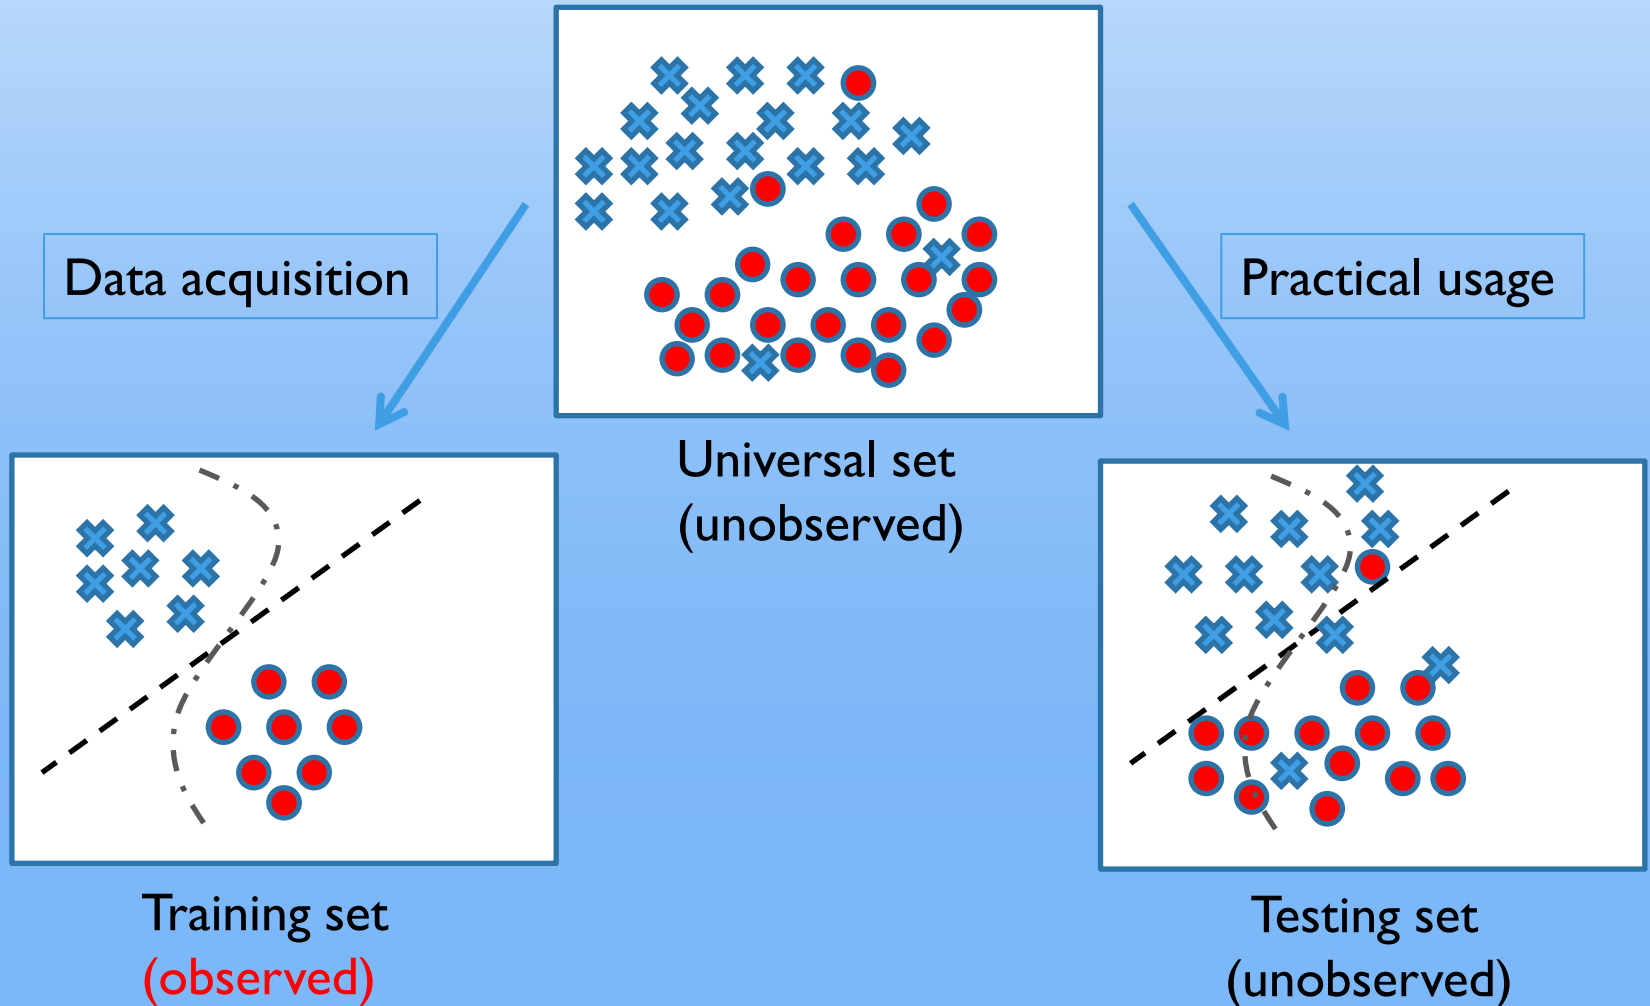 Data acquisition
Practical usage
Universal set
(unobserved)
Training set
(observed)
Testing set
(unobserved)